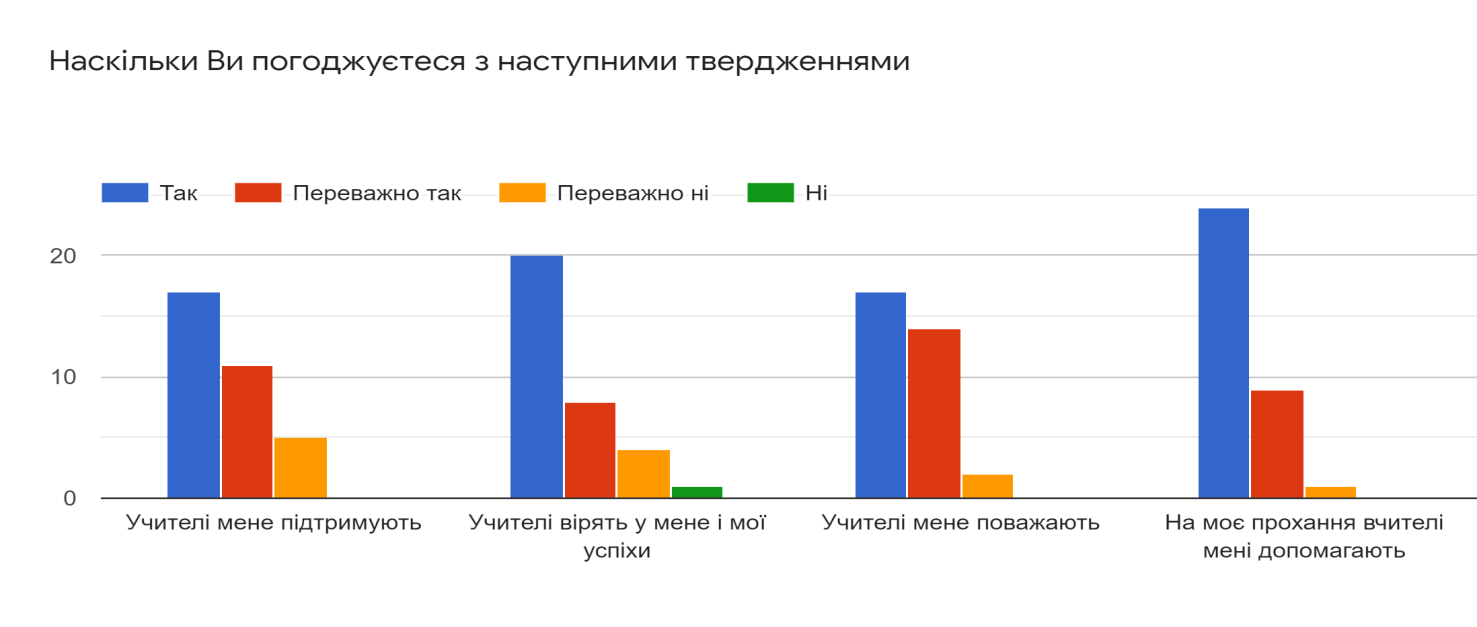 Наскільки Ви погоджуєтеся з наступними твердженнями
Так Переважно так Переважно ні Ні
20
10
0
Учителі мене підтримують
Учителі вірять у мене і мої
успіхи
Учителі мене поважають
На моє прохання вчителі
мені допомагають